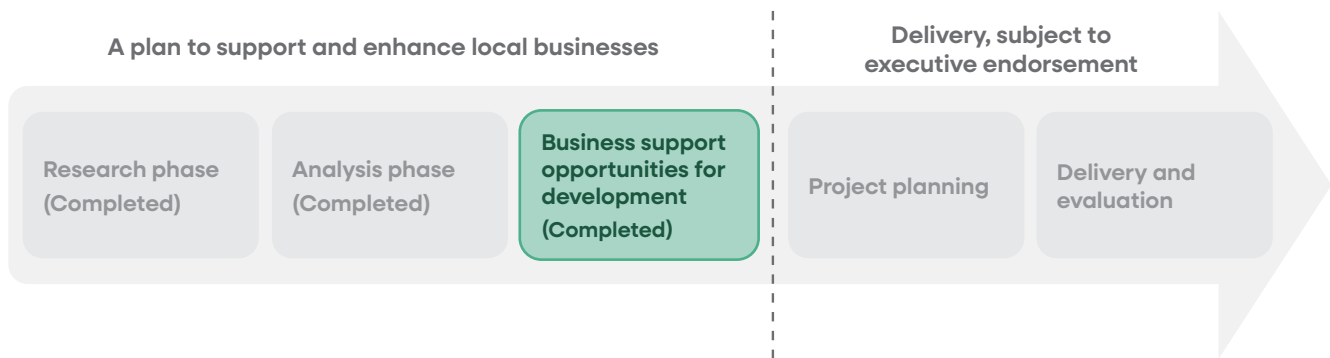 A plan to support and enhance local businesses
Delivery, subject to
executive endorsement
Research phase
(Completed)
Analysis phase
(Completed)
Business support
opportunities for
development
(Completed)
Project planning
Delivery and
evaluation